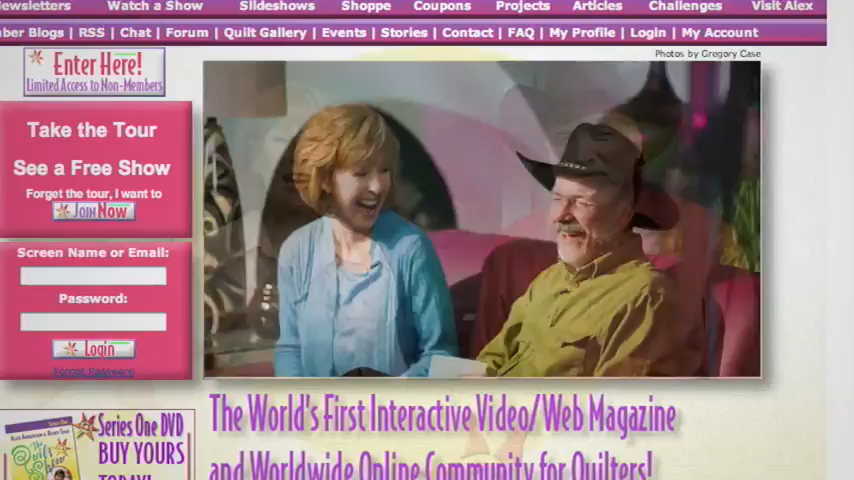 Newsletters Watch a Show Slideshows Shoppe Coupons Projects Articles Challenges Visit Alex
ber Blogs | RSS | Chat | Forum | Quilt Gallery | Events | Stories | Contact | FAQ | My Profile | Login | My Account
Photos by Gregory Case
Enter Here!
Limited Access to Non-Members
Take the Tour
See a Free Show
Forget the tour, I want to
Join Now
Screen Name or Email:
Password:
Login
Forgot Password
Series One DVD
BUY YOURS
TODAY!
The Quilt Show
The World's First Interactive Video/Web Magazine
and Worldwide Online Community for Quilters!